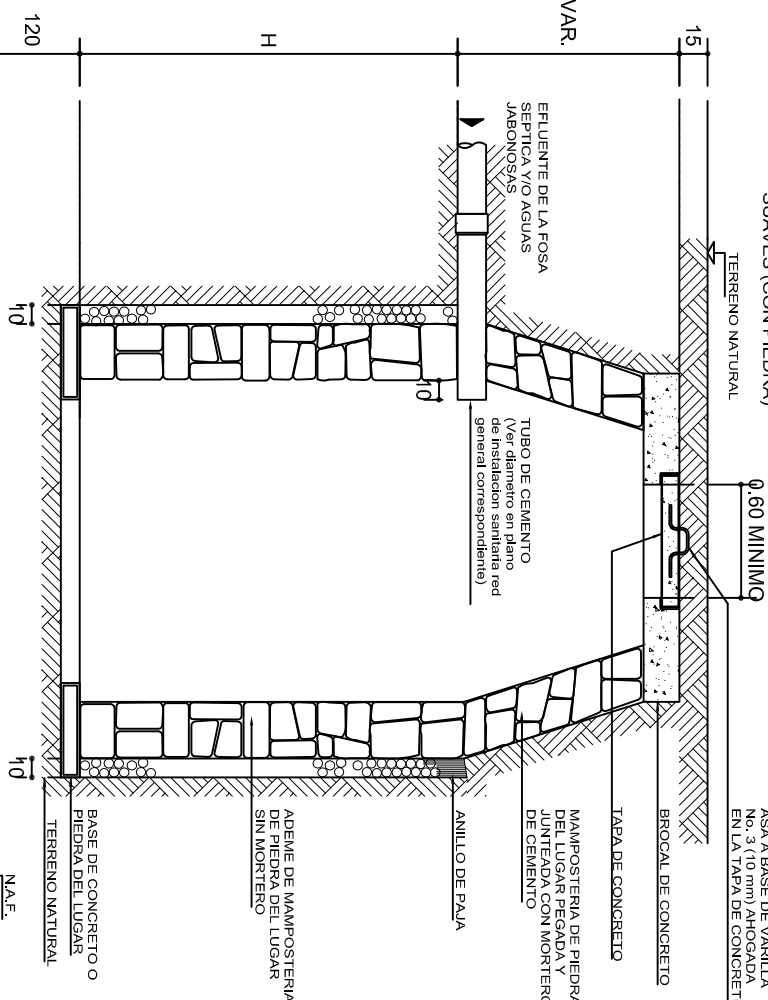 SUAVES (CON PIEDRA)
TERRENO NATURAL
0.60 MINIMO
ASA A BASE DE VARILLA
No. 3 (10 mm) AHOGADA
EN LA TAPA DE CONCRET
15
VAR.
H
120
EFLUENTE DE LA FOSA
SEPTICA Y/O AGUAS
JABONOSAS
TUBO DE CEMENTO
(Ver diametro en plano
de instalacion sanitaria red
general correspondiente)
10
10
10
BROCAL DE CONCRETO
TAPA DE CONCRETO
MAMPOSTERIA DE PIEDRA
DEL LUGAR PEGADA Y
JUNTEADA CON MORTERO
DE CEMENTO
ANILLO DE PAJA
ADEME DE MAMPOSTERIA
DE PIEDRA DEL LUGAR
SIN MORTERO
BASE DE CONCRETO O
PIEDRA DEL LUGAR
TERRENO NATURAL
N.A.F.